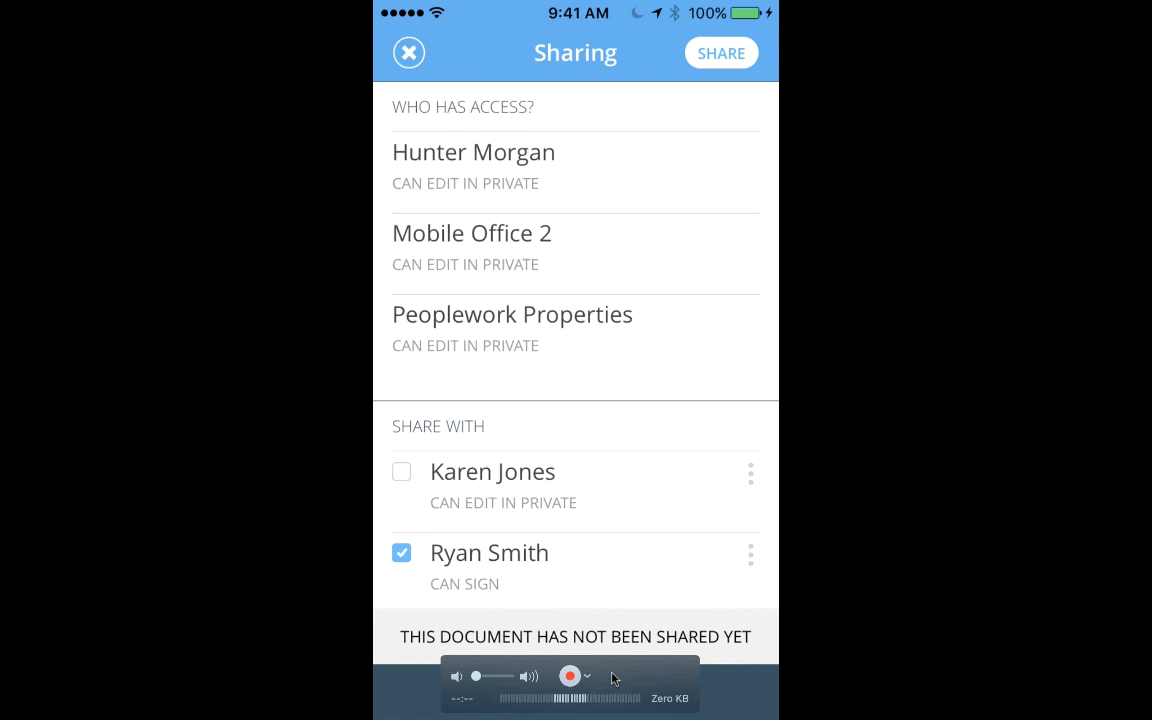 9:41 AM 100%
Sharing SHARE
WHO HAS ACCESS?
Hunter Morgan
CAN EDIT IN PRIVATE
Mobile Office 2
CAN EDIT IN PRIVATE
Peoplework Properties
CAN EDIT IN PRIVATE
SHARE WITH
Karen Jones
CAN EDIT IN PRIVATE
Ryan Smith
CAN SIGN
THIS DOCUMENT HAS NOT BEEN SHARED YET
--:-- Zero KB